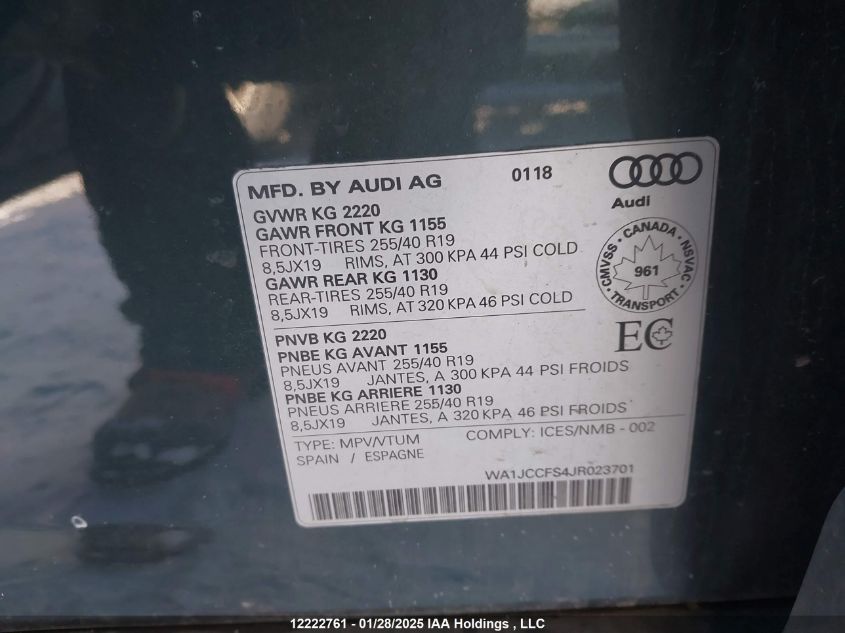 MFD. BY AUDI AG 0118
Audi
GVWR KG 2220
GAWR FRONT KG 1155
FRONT-TIRES 255/40 R19
8,5JX19 RIMS, AT 300 KPA 44 PSI COLD
GAWR REAR KG 1130
REAR-TIRES 255/40 R19
8,5JX19 RIMS, AT 320 KPA 46 PSI COLD
CMVSS • CANADA • NSVAC • TRANSPORT •
961
EC
PNVB KG 2220
PNBE KG AVANT 1155
PNEUS AVANT 255/40 R19
8,5JX19 JANTES, A 300 KPA 44 PSI FROIDS
PNBE KG ARRIERE 1130
PNEUS ARRIERE 255/40 R19
8,5JX19 JANTES, A 320 KPA 46 PSI FROIDS
TYPE: MPV/VTUM COMPLY: ICES/NMB - 002
SPAIN / ESPAGNE
WA1JCCFS4JR023701
12222761 - 01/28/2025 IAA Holdings , LLC